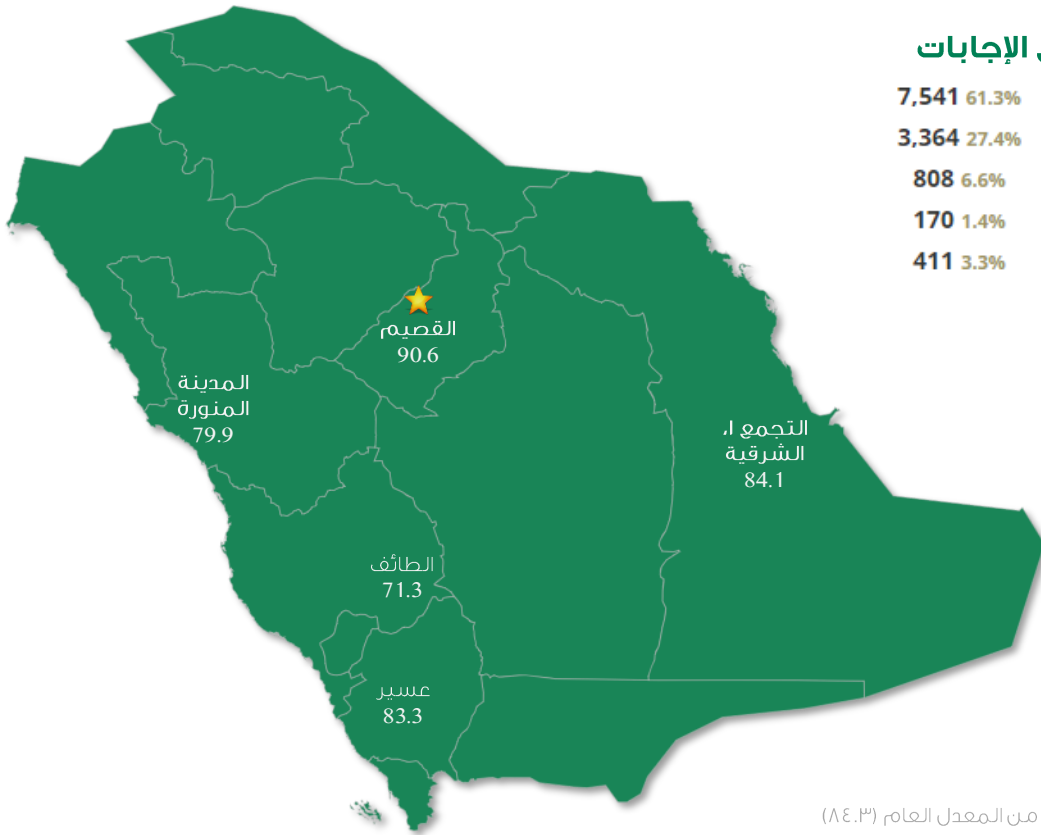 الإجابات
7,541 61.3%
3,364 27.4%
808 6.6%
170 1.4%
411 3.3%
القصيم
90.6
المدينة
المنورة
79.9
التجمع ا،
الشرقية
84.1
الطائف
71.3
عسير
83.3
من المعدل العام (٨٤.٣)